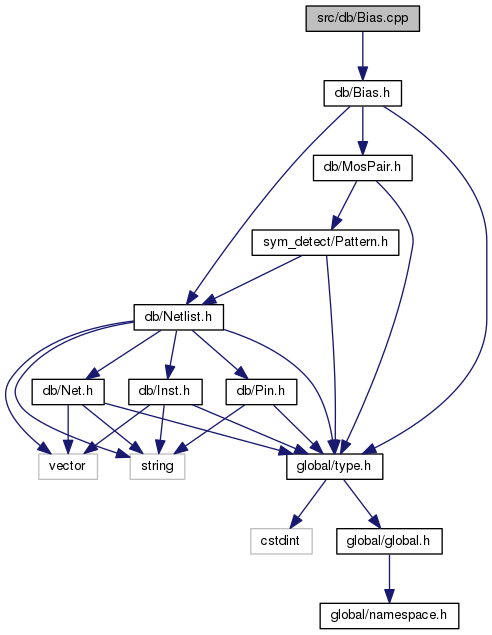 src/db/Bias.cpp
db/Bias.h
db/MosPair.h
sym_detect/Pattern.h
db/Netlist.h
db/Net.h
db/Inst.h
db/Pin.h
vector
string
global/type.h
cstdint
global/global.h
global/namespace.h